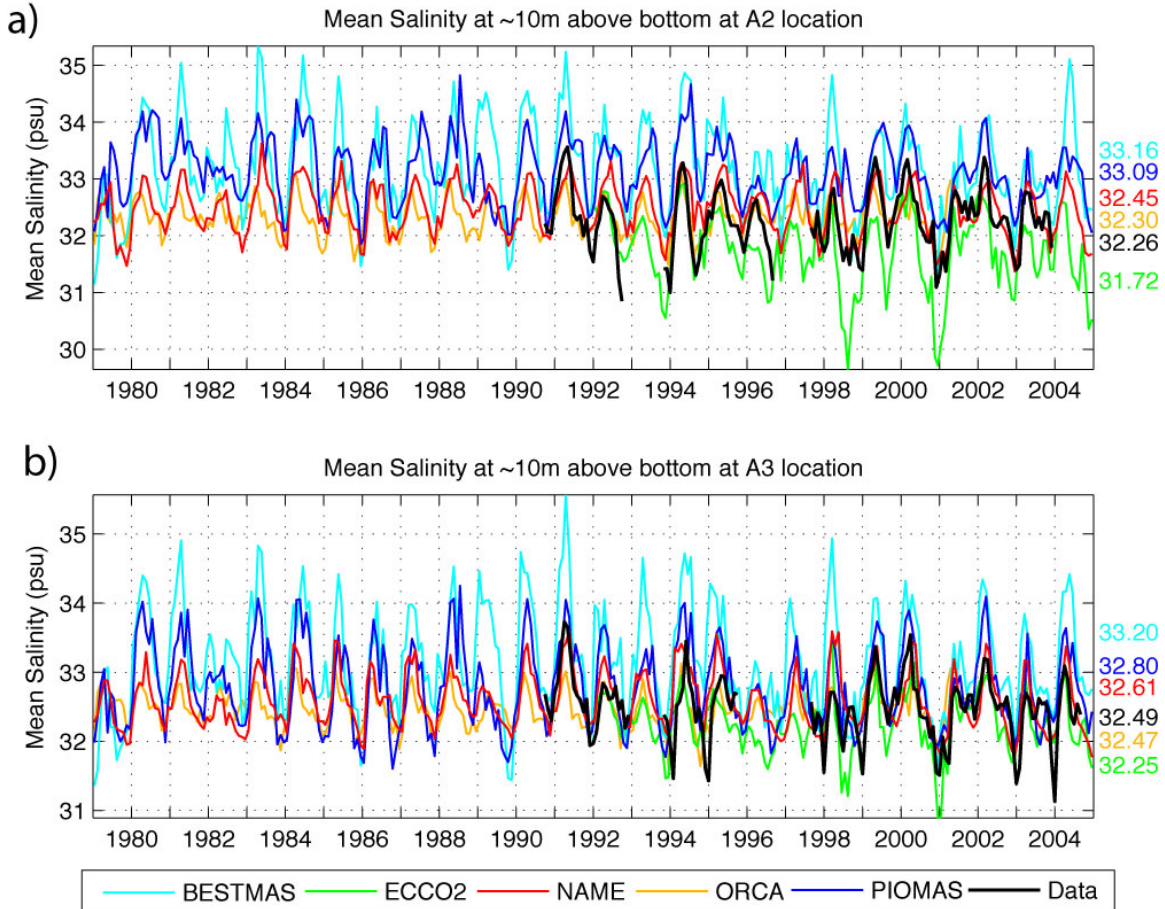 a)
Mean Salinity at ~10m above bottom at A2 location
Mean Salinity (psu)
35
34
33
32
31
30
33.16
33.09
32.45
32.30
32.26
31.72
1980 1982 1984 1986 1988 1990 1992 1994 1996 1998 2000 2002 2004
b)
Mean Salinity at ~10m above bottom at A3 location
Mean Salinity (psu)
35
34
33
32
31
33.20
32.80
32.61
32.49
32.47
32.25
1980 1982 1984 1986 1988 1990 1992 1994 1996 1998 2000 2002 2004
BESTMAS ECCO2 NAME ORCA PIOMAS Data